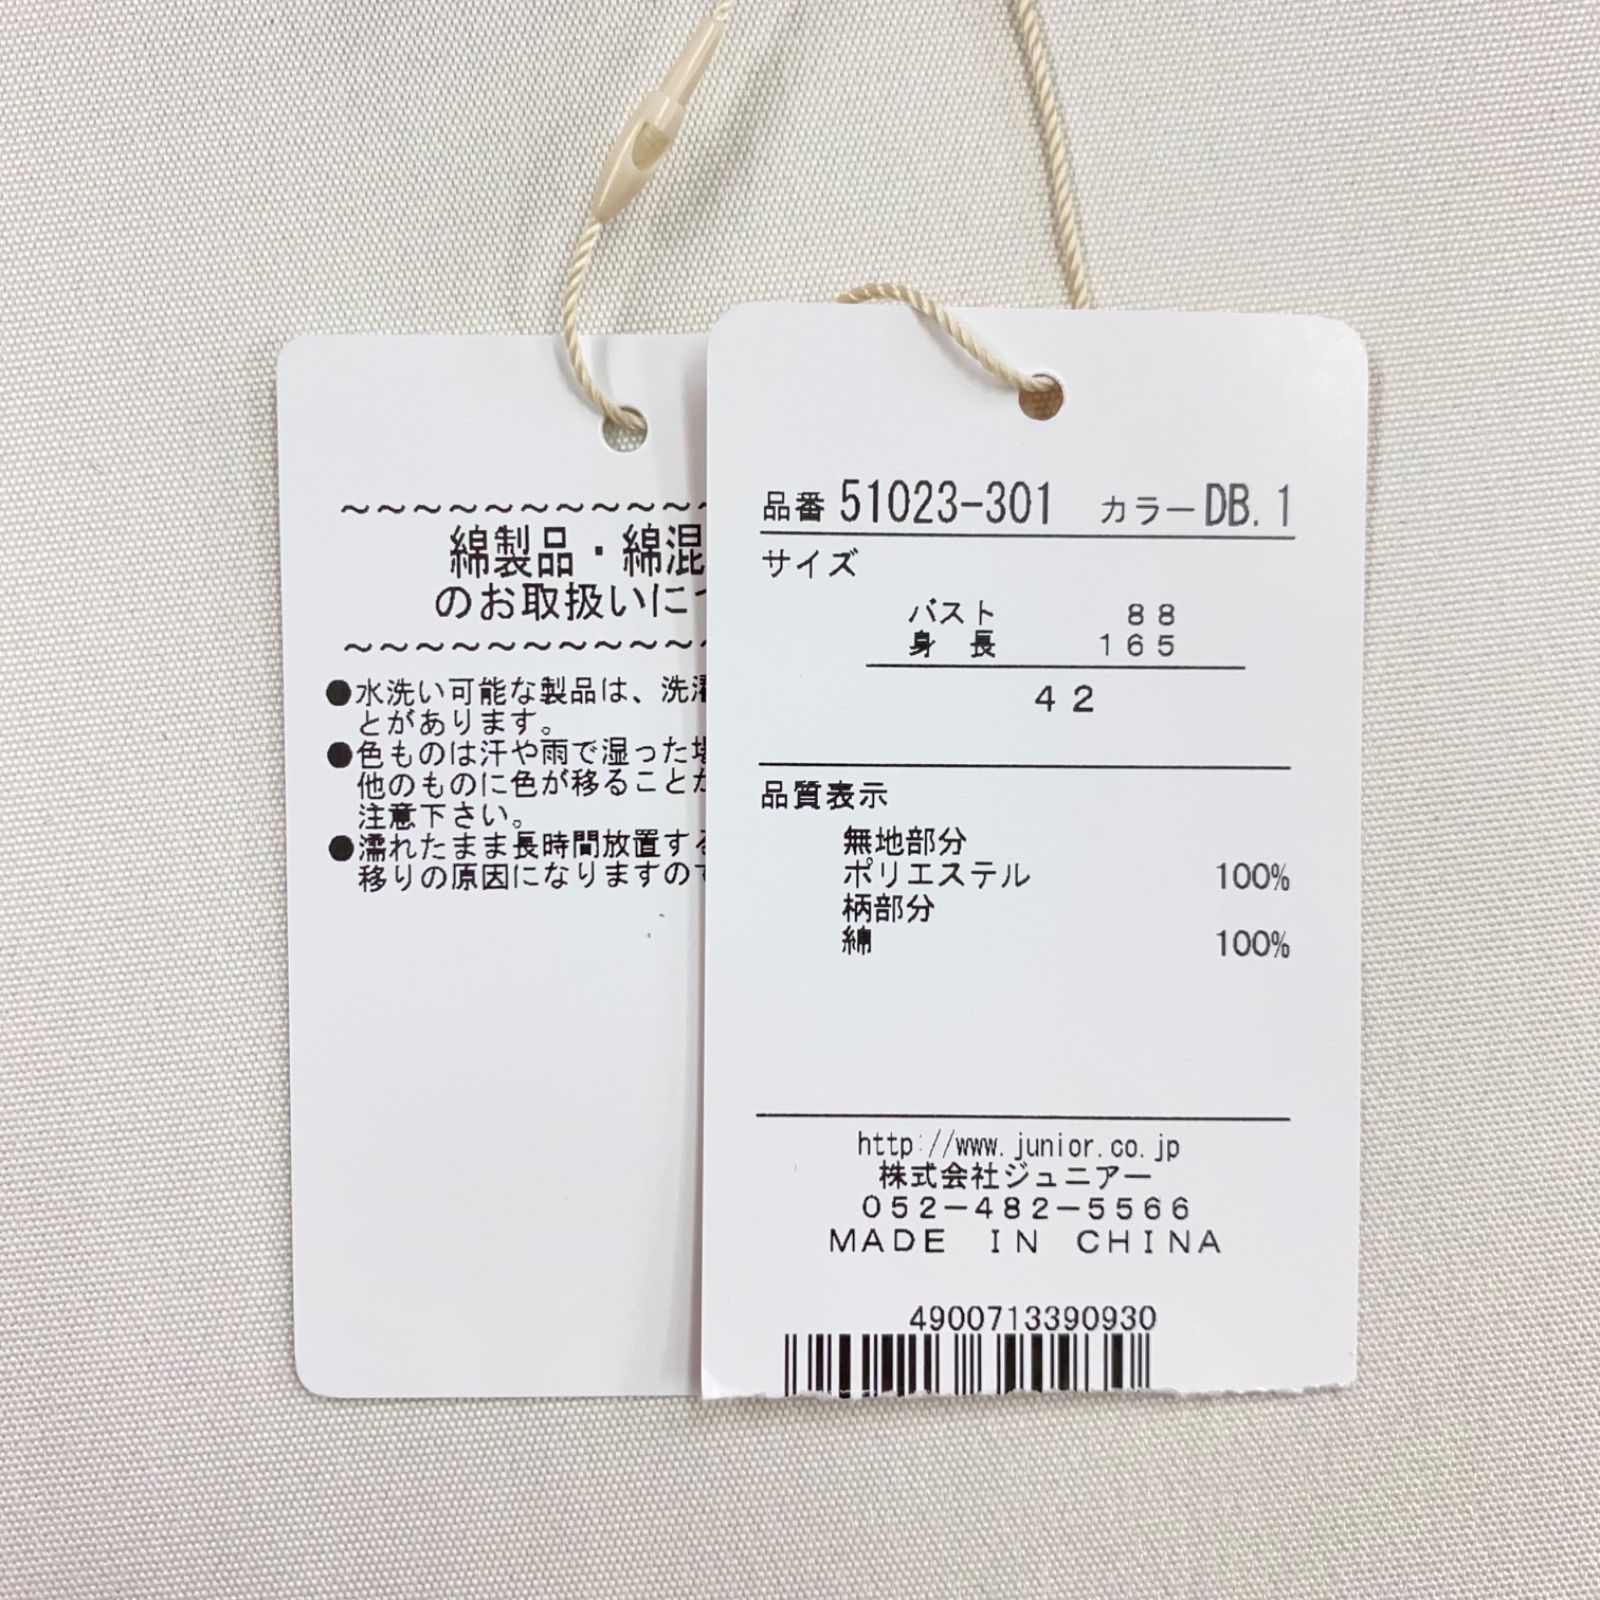 ～～～～～～～～～～～
綿製品・綿混
のお取扱いに
～～～～～～～～～～～
●水洗い可能な製品は、洗濯
とがあります。
●色ものは汗や雨で湿った
他のものに色が移ることが
注意下さい。
●濡れたまま長時間放置する
移りの原因になりますので
品番 51023-301 カラー DB.1
サイズ
バスト 88
身長 165
42
品質表示
無地部分
ポリエステル 100%
柄部分
綿 100%
http://www.junior.co.jp
株式会社ジュニアー
052-482-5566
MADE IN CHINA
4900713390930